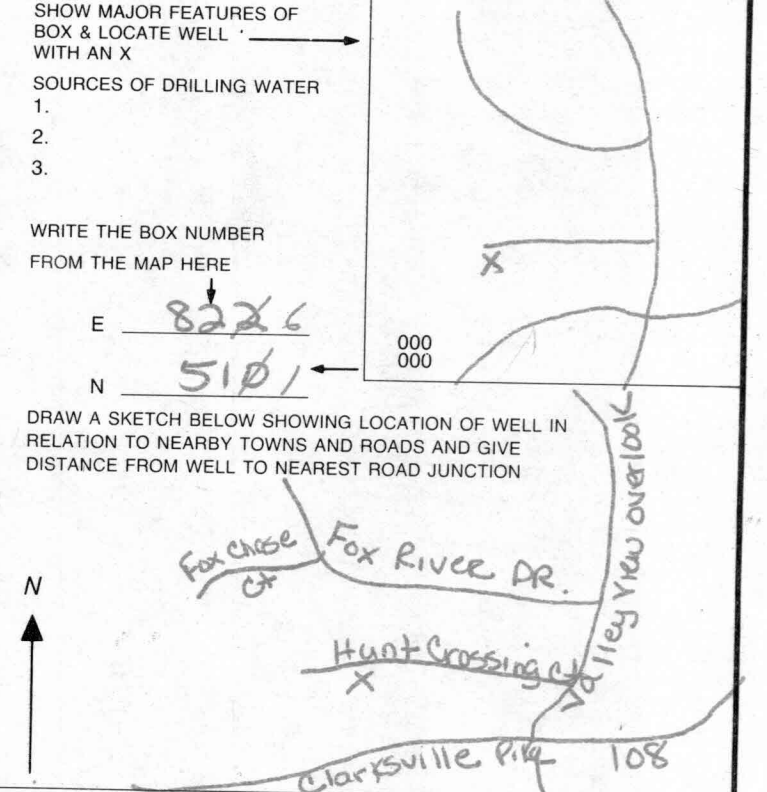 SHOW MAJOR FEATURES OF
BOX & LOCATE WELL
WITH AN X
SOURCES OF DRILLING WATER
1.
2.
3.
WRITE THE BOX NUMBER
FROM THE MAP HERE
E 8226
N 5101
X
000
000
DRAW A SKETCH BELOW SHOWING LOCATION OF WELL IN
RELATION TO NEARBY TOWNS AND ROADS AND GIVE
DISTANCE FROM WELL TO NEAREST ROAD JUNCTION
N
Fox Chase
Ct
Fox River DR.
Valley View overlook
Hunt Crossing Ct
X
Clarksville Pike 108